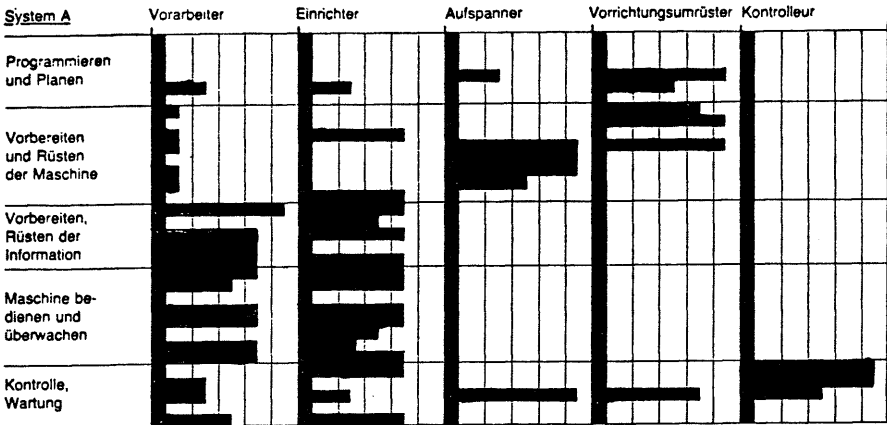 System A Vorarbeiter Einrichter Aufspanner Vorrichtungsumrüster Kontrolleur
Programmieren
und Planen
Vorbereiten
und Rüsten
der Maschine
Vorbereiten,
Rüsten der
Information
Maschine be-
dienen und
überwachen
Kontrolle,
Wartung